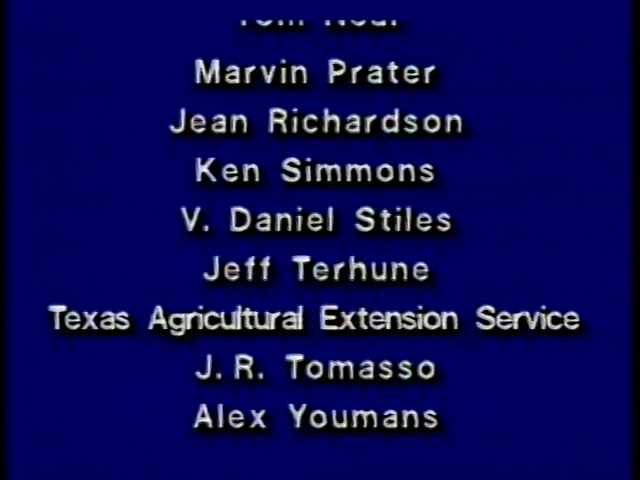 Marvin Prater
Jean Richardson
Ken Simmons
V. Daniel Stiles
Jeff Terhune
Texas Agricultural Extension Service
J. R. Tomasso
Alex Youmans